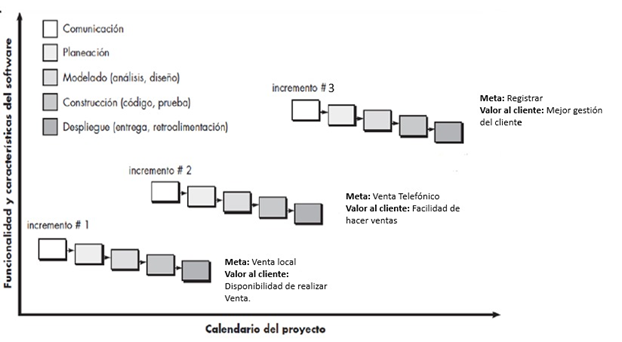 Funcionalidad y características del software
Comunicación
Planeación
Modelado (análisis, diseño)
Construcción (código, prueba)
Despliegue (entrega, retroalimentación)
incremento # 3
Meta: Registrar
Valor al cliente: Mejor gestión
del cliente
incremento # 2
Meta: Venta Telefónico
Valor al cliente: Facilidad de
hacer ventas
incremento # 1
Meta: Venta local
Valor al cliente:
Disponibilidad de realizar
Venta.
Calendario del proyecto